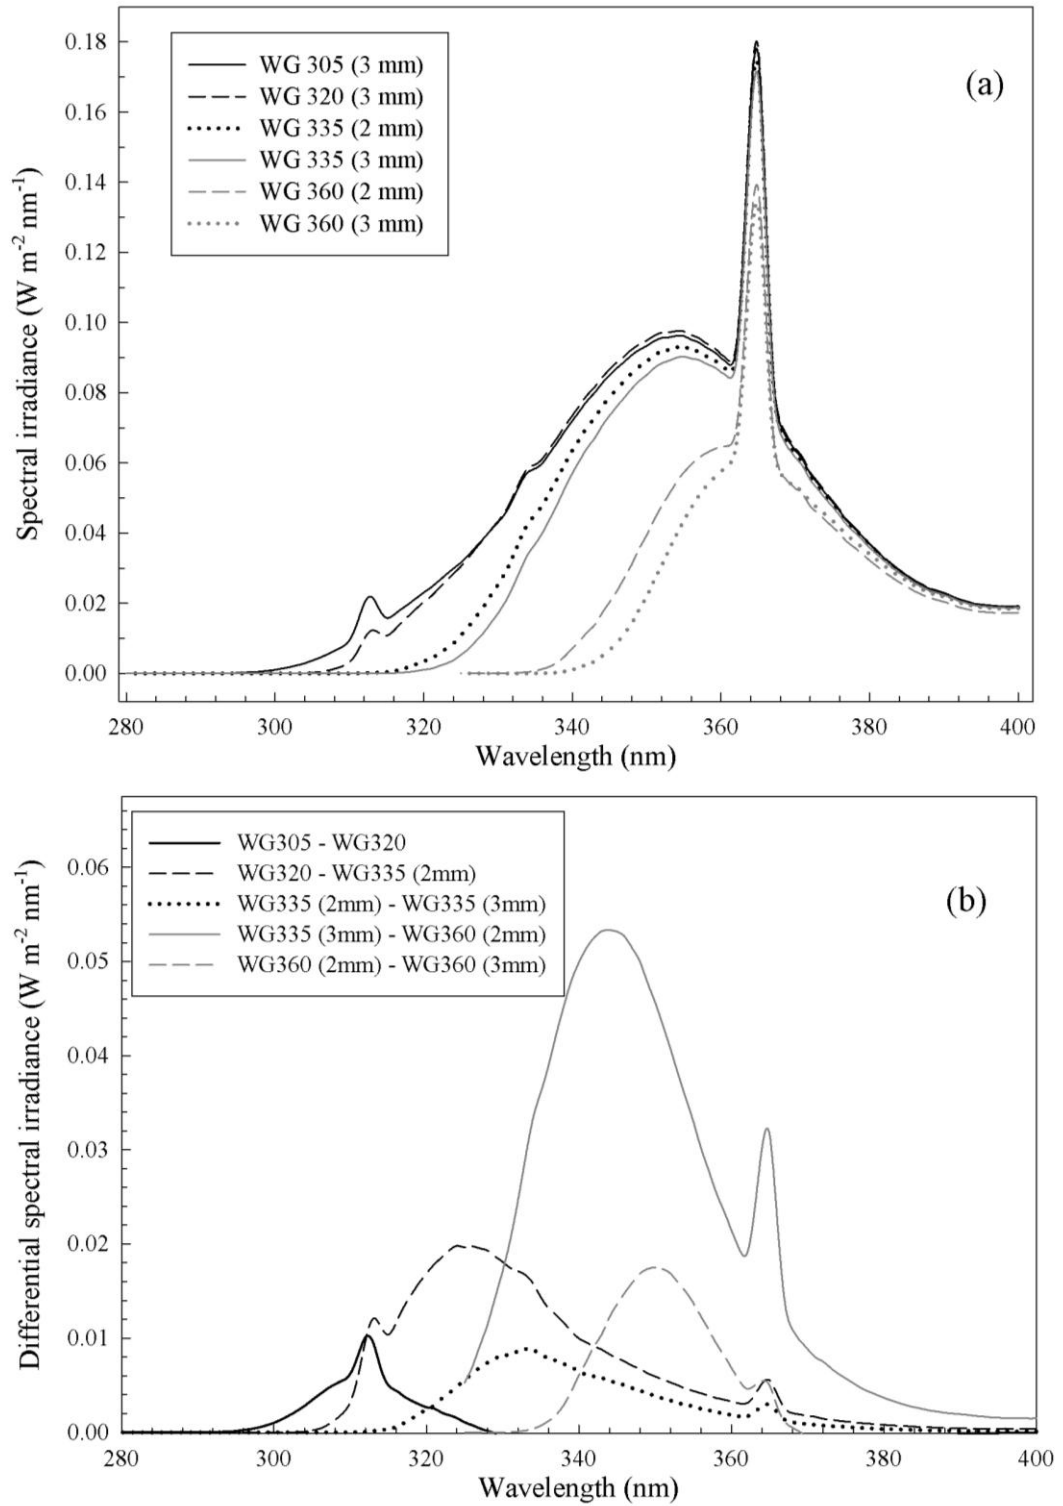 (a)
WG 305 (3 mm)
WG 320 (3 mm)
WG 335 (2 mm)
WG 335 (3 mm)
WG 360 (2 mm)
WG 360 (3 mm)
Spectral irradiance (W m⁻² nm⁻¹)
0.18
0.16
0.14
0.12
0.10
0.08
0.06
0.04
0.02
0.00
280 300 320 340 360 380 400
Wavelength (nm)
(b)
WG305 - WG320
WG320 - WG335 (2mm)
WG335 (2mm) - WG335 (3mm)
WG335 (3mm) - WG360 (2mm)
WG360 (2mm) - WG360 (3mm)
Differential spectral irradiance (W m⁻² nm⁻¹)
0.06
0.05
0.04
0.03
0.02
0.01
0.00
280 300 320 340 360 380 400
Wavelength (nm)